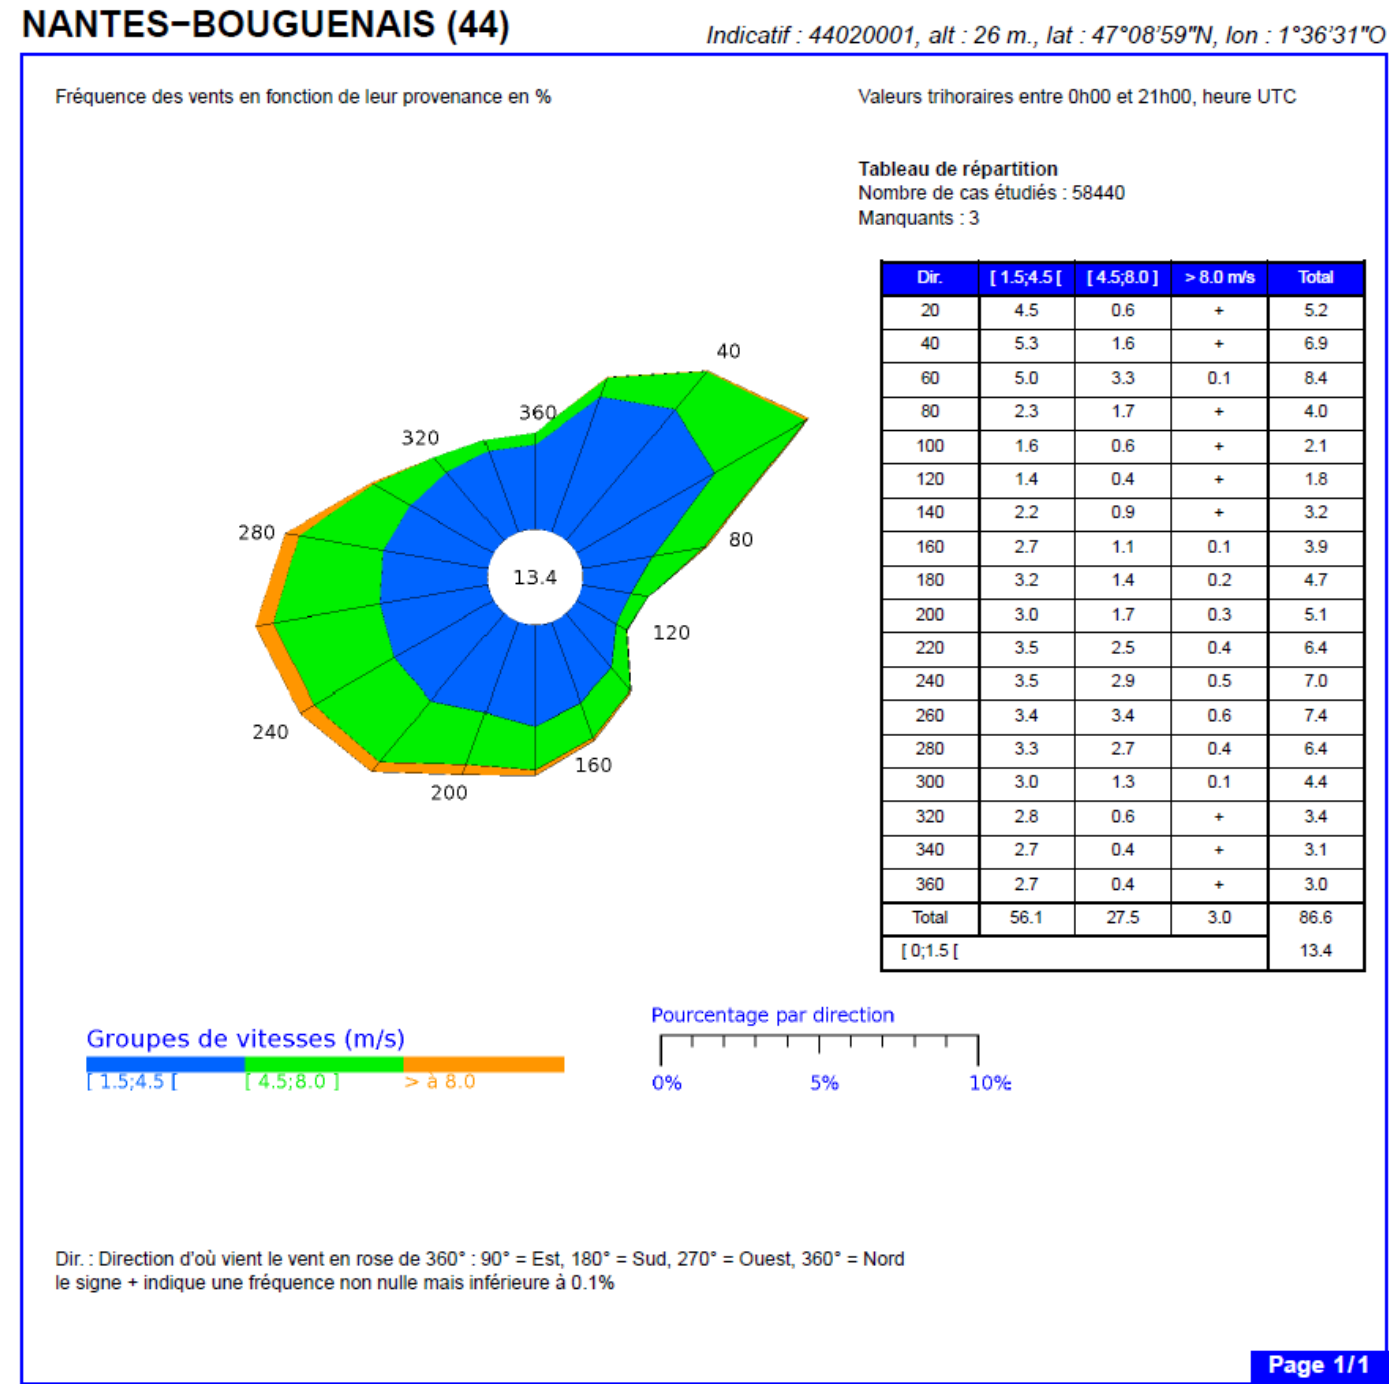 NANTES−BOUGUENAIS (44)
Indicatif : 44020001, alt : 26 m., lat : 47°08'59"N, lon : 1°36'31"O
Fréquence des vents en fonction de leur provenance en %
Valeurs trihoraires entre 0h00 et 21h00, heure UTC
Tableau de répartition
Nombre de cas étudiés : 58440
Manquants : 3
40
360
320
280
80
13.4
120
240
160
200
Dir. [ 1.5;4.5 [ [ 4.5;8.0 ] > 8.0 m/s Total
20 4.5 0.6 + 5.2
40 5.3 1.6 + 6.9
60 5.0 3.3 0.1 8.4
80 2.3 1.7 + 4.0
100 1.6 0.6 + 2.1
120 1.4 0.4 + 1.8
140 2.2 0.9 + 3.2
160 2.7 1.1 0.1 3.9
180 3.2 1.4 0.2 4.7
200 3.0 1.7 0.3 5.1
220 3.5 2.5 0.4 6.4
240 3.5 2.9 0.5 7.0
260 3.4 3.4 0.6 7.4
280 3.3 2.7 0.4 6.4
300 3.0 1.3 0.1 4.4
320 2.8 0.6 + 3.4
340 2.7 0.4 + 3.1
360 2.7 0.4 + 3.0
Total 56.1 27.5 3.0 86.6
[ 0;1.5 [ 13.4
Groupes de vitesses (m/s)
[ 1.5;4.5 [ [ 4.5;8.0 ] > à 8.0
Pourcentage par direction
0% 5% 10%
Dir. : Direction d'où vient le vent en rose de 360° : 90° = Est, 180° = Sud, 270° = Ouest, 360° = Nord
le signe + indique une fréquence non nulle mais inférieure à 0.1%
Page 1/1